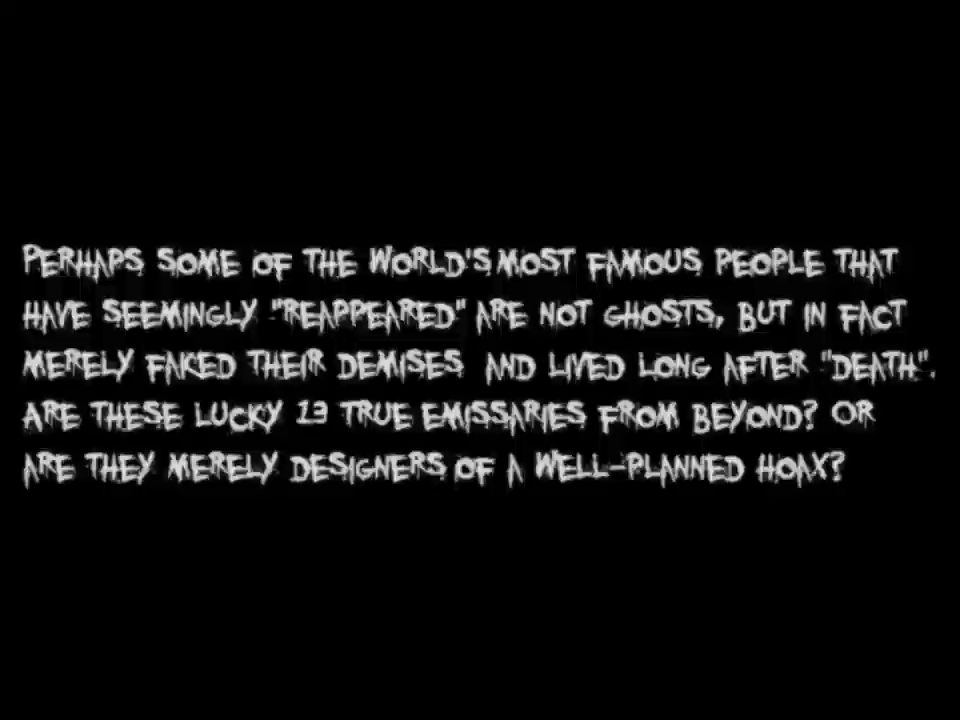 PERHAPS SOME OF THE WORLD'S MOST FAMOUS PEOPLE THAT
HAVE SEEMINGLY "REAPPEARED" ARE NOT GHOSTS, BUT IN FACT
MERELY FAKED THEIR DEMISES AND LIVED LONG AFTER "DEATH".
ARE THESE LUCKY 13 TRUE EMISSARIES FROM BEYOND? OR
ARE THEY MERELY DESIGNERS OF A WELL-PLANNED HOAX?